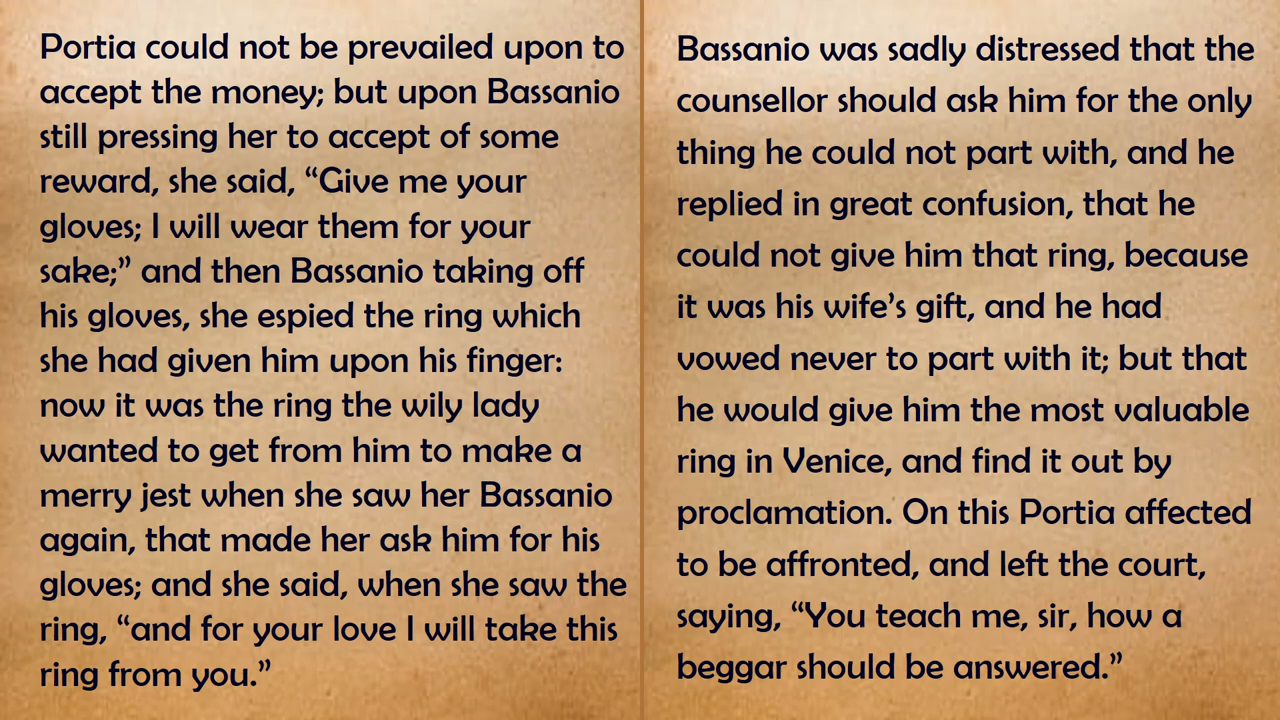 Portia could not be prevailed upon to
accept the money; but upon Bassanio
still pressing her to accept of some
reward, she said, “Give me your
gloves; I will wear them for your
sake;” and then Bassanio taking off
his gloves, she espied the ring which
she had given him upon his finger:
now it was the ring the wily lady
wanted to get from him to make a
merry jest when she saw her Bassanio
again, that made her ask him for his
gloves; and she said, when she saw the
ring, “and for your love I will take this
ring from you.”
Bassanio was sadly distressed that the
counsellor should ask him for the only
thing he could not part with, and he
replied in great confusion, that he
could not give him that ring, because
it was his wife’s gift, and he had
vowed never to part with it; but that
he would give him the most valuable
ring in Venice, and find it out by
proclamation. On this Portia affected
to be affronted, and left the court,
saying, “You teach me, sir, how a
beggar should be answered.”